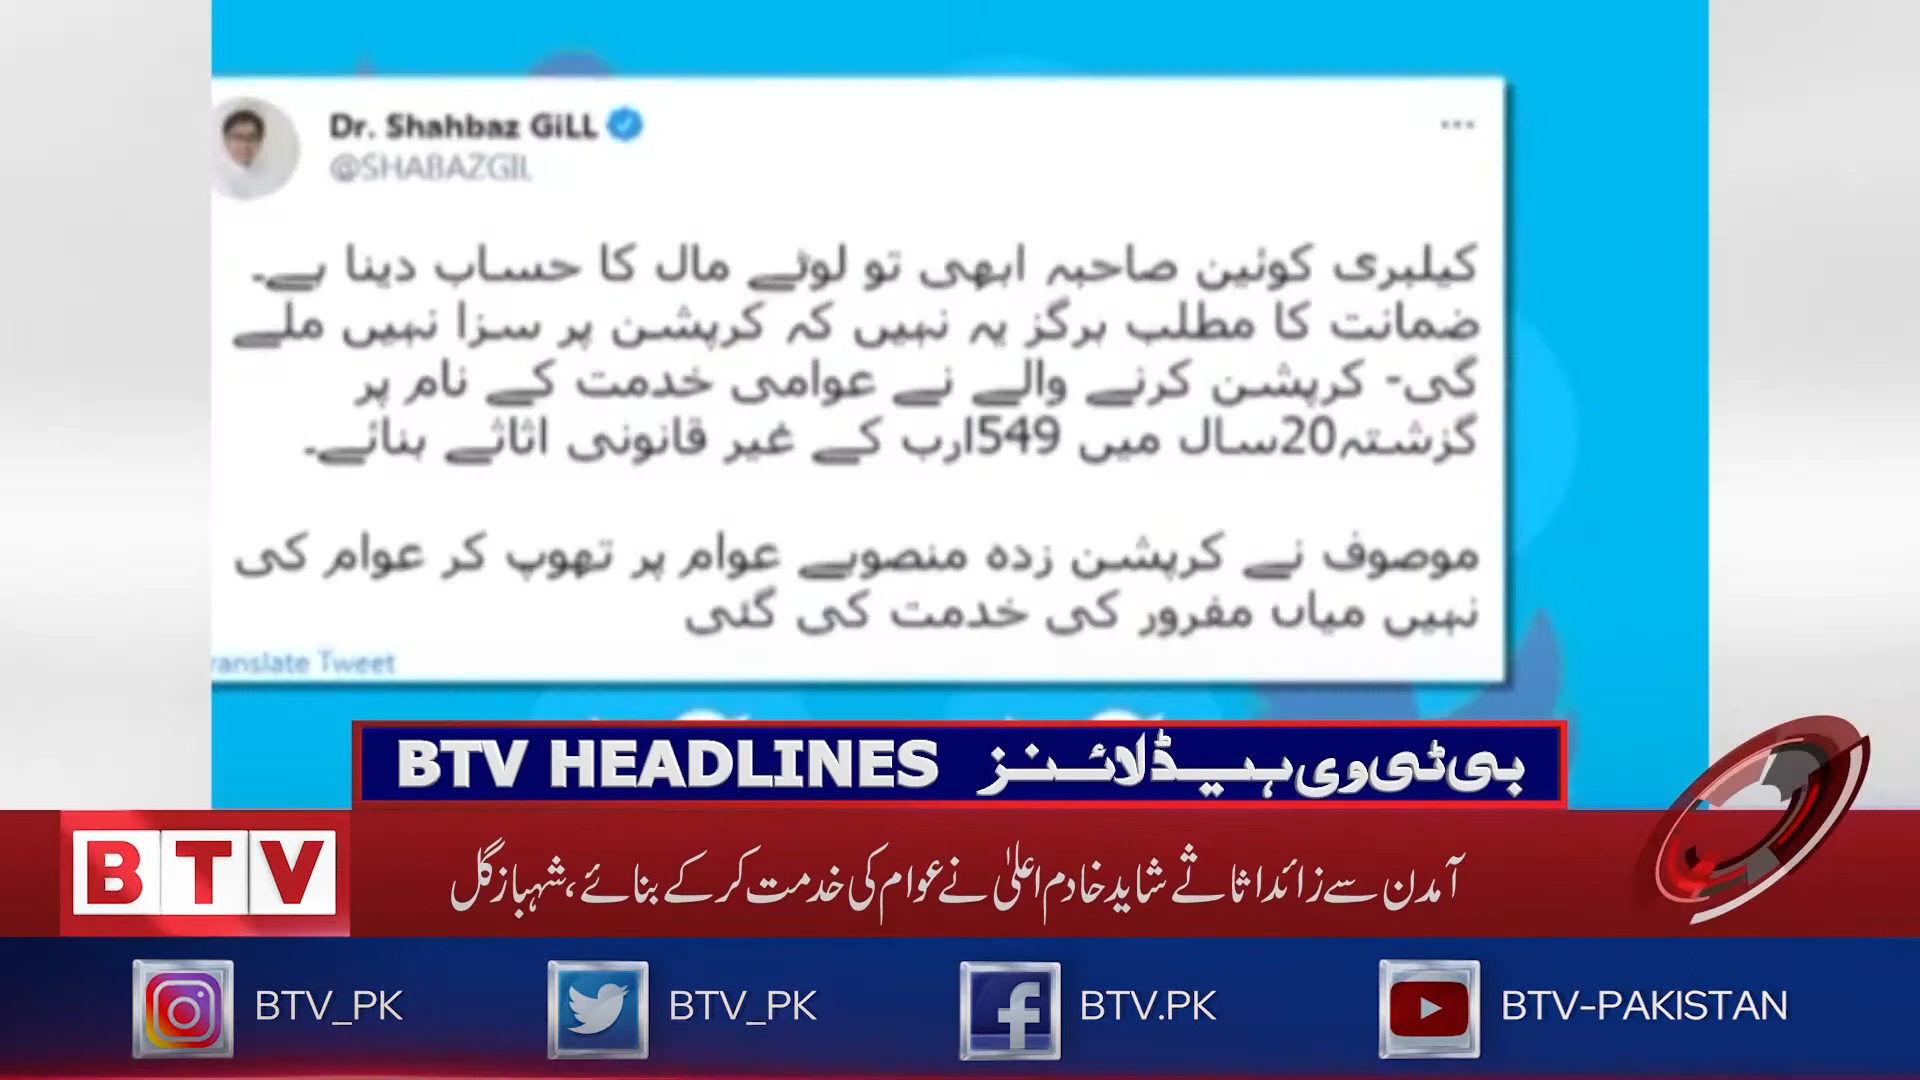 Dr. Shahbaz GiLL
@SHABAZGIL
کیلبری کوئین صاحبہ ابھی تو لوٹے مال کا حساب دینا ہے۔
ضمانت کا مطلب ہرگز یہ نہیں کہ کرپشن پر سزا نہیں ملے
گی- کرپشن کرنے والے نے عوامی خدمت کے نام پر
گزشتہ20سال میں 549ارب کے غیر قانونی اثاثے بنائے۔
موصوف نے کرپشن زدہ منصوبے عوام پر تھوپ کر عوام کی
نہیں میاں مفرور کی خدمت کی گئی
ranslate Tweet
BTV HEADLINES بی ٹی وی ہیڈلائنز
BTV
آمدن سے زائد اثاثے شاید خادم اعلیٰ نے عوام کی خدمت کر کے بنائے، شہباز گل
BTV_PK
BTV_PK
BTV.PK
BTV-PAKISTAN